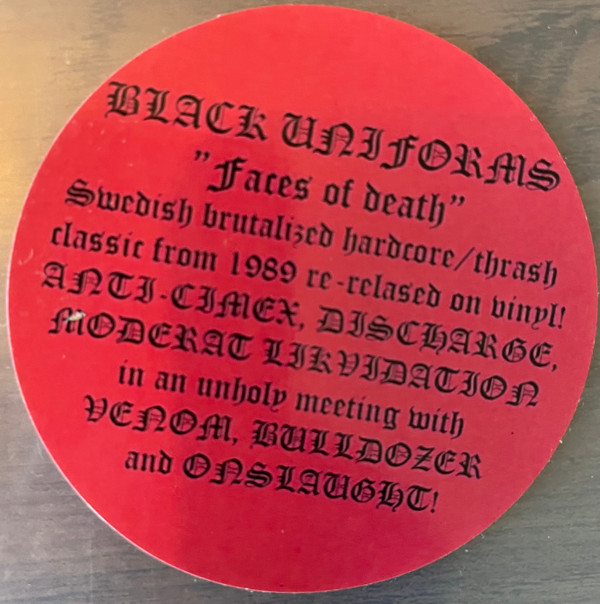 BLACK UNIFORMS
"Faces of death"
Swedish brutalized hardcore/thrash
classic from 1989 re-relased on vinyl!
ANTI-CIMEX, DISCHARGE,
MODERAT LIKVIDATION
in an unholy meeting with
VENOM, BULLDOZER
and ONSLAUGHT!